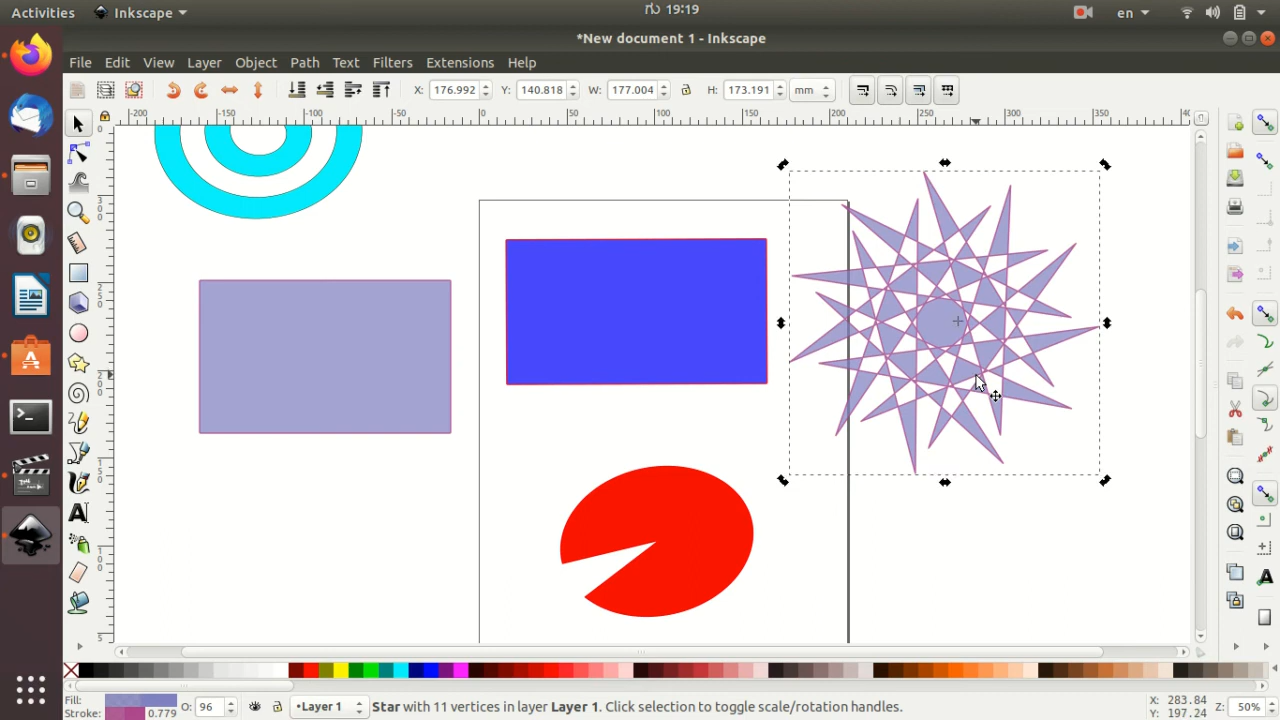 Activities Inkscape 19:19 en
*New document 1 - Inkscape
File Edit View Layer Object Path Text Filters Extensions Help
X: 176.992 Y: 140.818 W: 177.004 H: 173.191 mm
-200 -150 -100 -50 0 50 100 150 200 250 300 350
Fill: O: 96 •Layer 1 Star with 11 vertices in layer Layer 1. Click selection to toggle scale/rotation handles. X: 283.84 Z: 50%
Stroke: 0.779 Y: 197.24